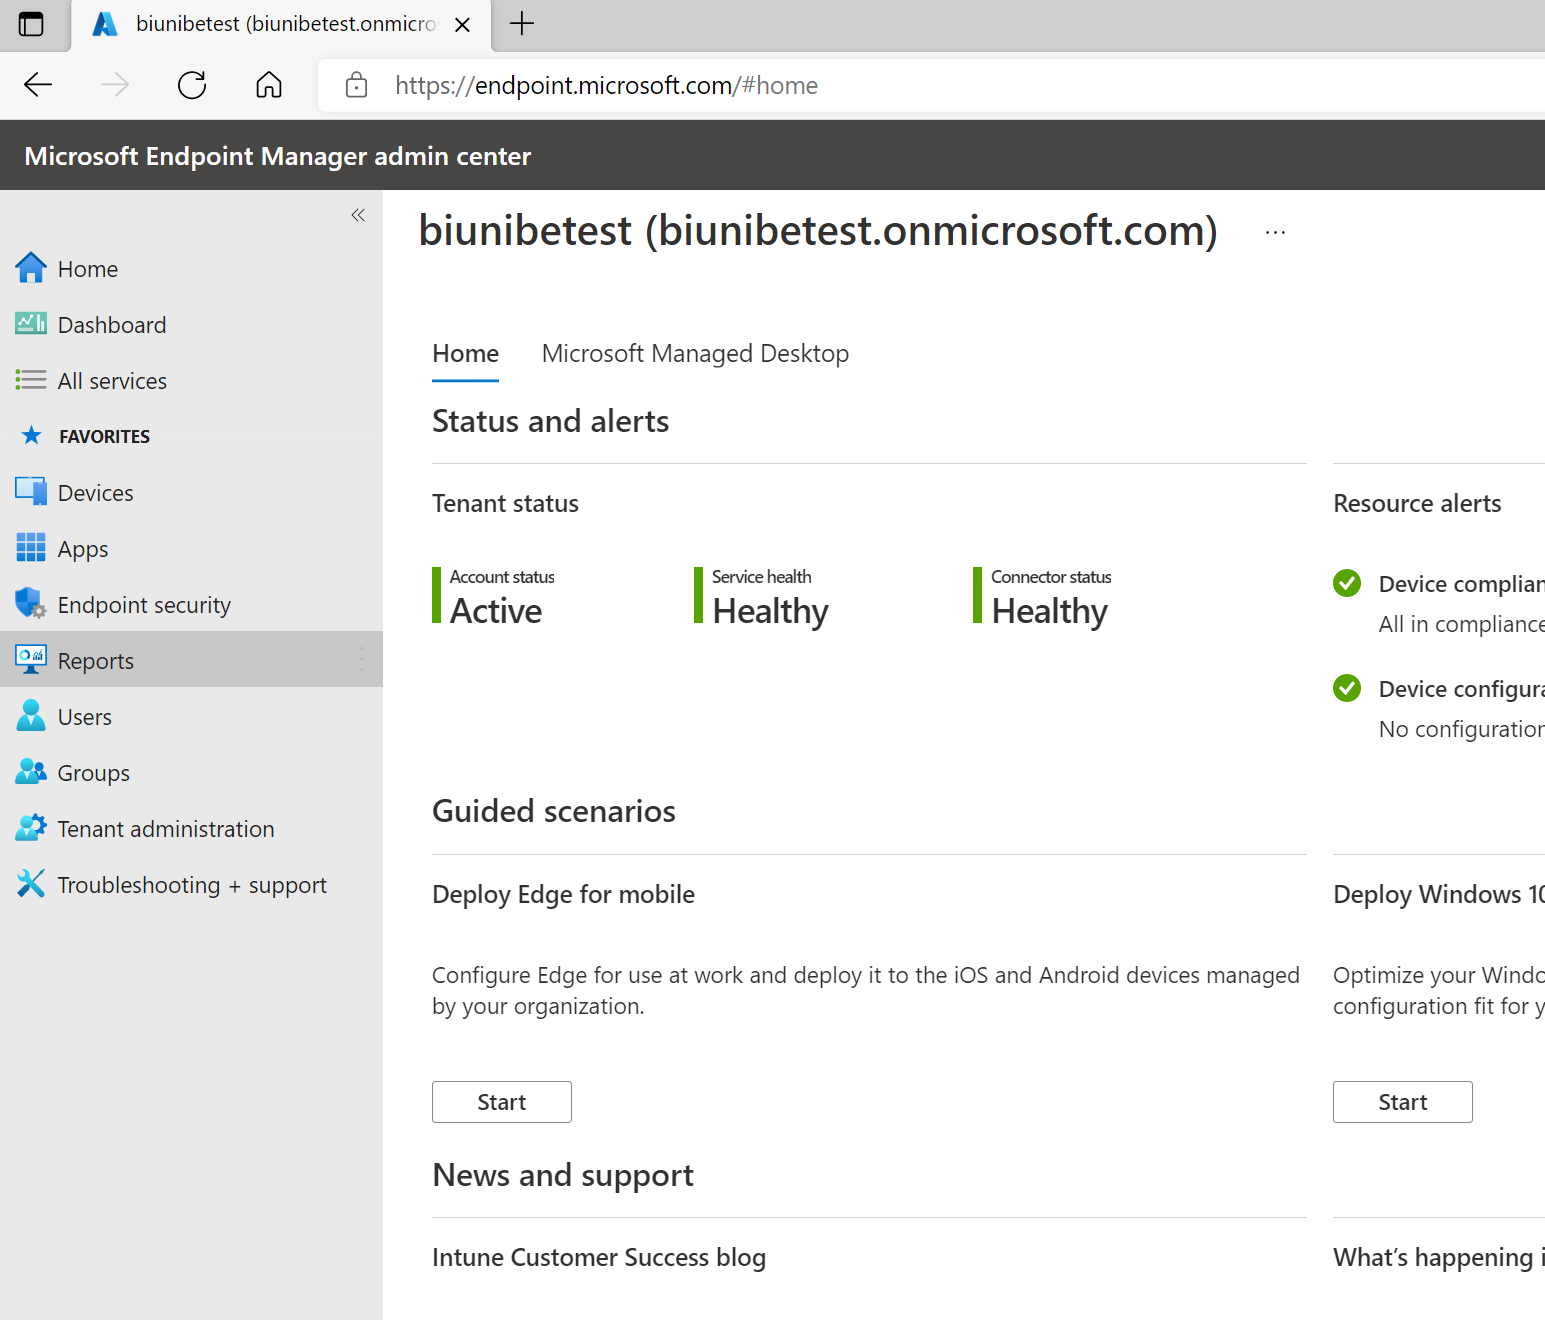 biunibetest (biunibetest.onmicro
https://endpoint.microsoft.com/#home
Microsoft Endpoint Manager admin center
Home
Dashboard
All services
FAVORITES
Devices
Apps
Endpoint security
Reports
Users
Groups
Tenant administration
Troubleshooting + support
biunibetest (biunibetest.onmicrosoft.com)
Home
Microsoft Managed Desktop
Status and alerts
Tenant status
Account status
Active
Service health
Healthy
Connector status
Healthy
Resource alerts
Device complian
All in compliance
Device configura
No configuration
Guided scenarios
Deploy Edge for mobile
Configure Edge for use at work and deploy it to the iOS and Android devices managed
by your organization.
Start
Deploy Windows 10
Optimize your Windo
configuration fit for y
Start
News and support
Intune Customer Success blog
What's happening i